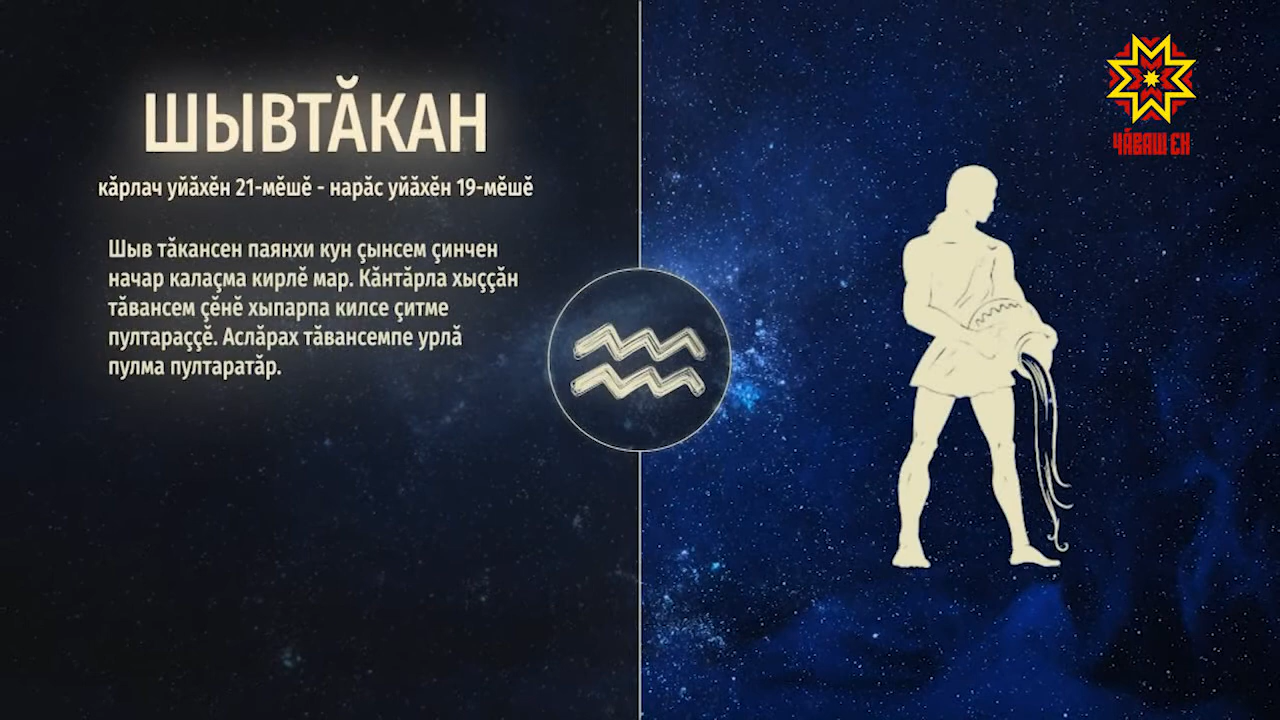 ШЫВТӐКАН
кӑрлач уйӑхӗн 21-мӗшӗ - нарӑс уйӑхӗн 19-мӗшӗ
Шыв тӑкансен паянхи кун ҫынсем ҫинчен
начар калаҫма кирлӗ мар. Кӑнтӑрла хыҫҫӑн
тӑвансем ҫӗнӗ хыпарпа килсе ҫитме
пултараҫҫӗ. Аслӑрах тӑвансемпе урлӑ
пулма пултаратӑр.
ЧӐВАШ ЕН